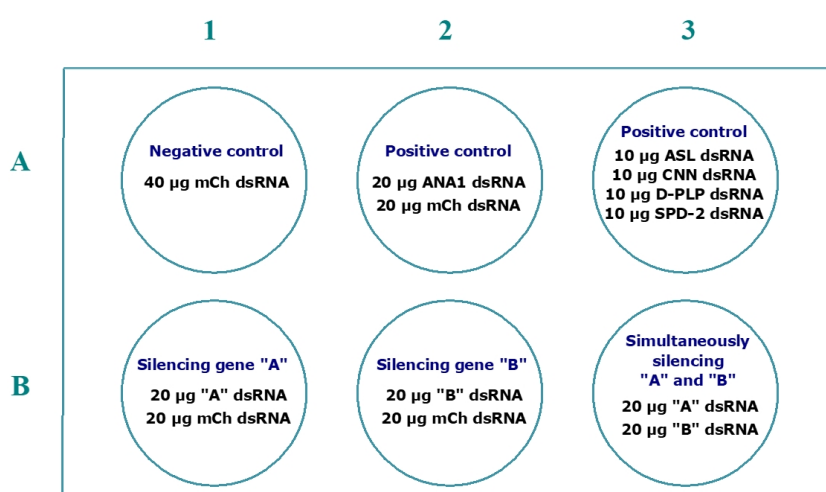 1 2 3
A
Negative control
40 µg mCh dsRNA
Positive control
20 µg ANA1 dsRNA
20 µg mCh dsRNA
Positive control
10 µg ASL dsRNA
10 µg CNN dsRNA
10 µg D-PLP dsRNA
10 µg SPD-2 dsRNA
B
Silencing gene "A"
20 µg "A" dsRNA
20 µg mCh dsRNA
Silencing gene "B"
20 µg "B" dsRNA
20 µg mCh dsRNA
Simultaneously
silencing
"A" and "B"
20 µg "A" dsRNA
20 µg "B" dsRNA